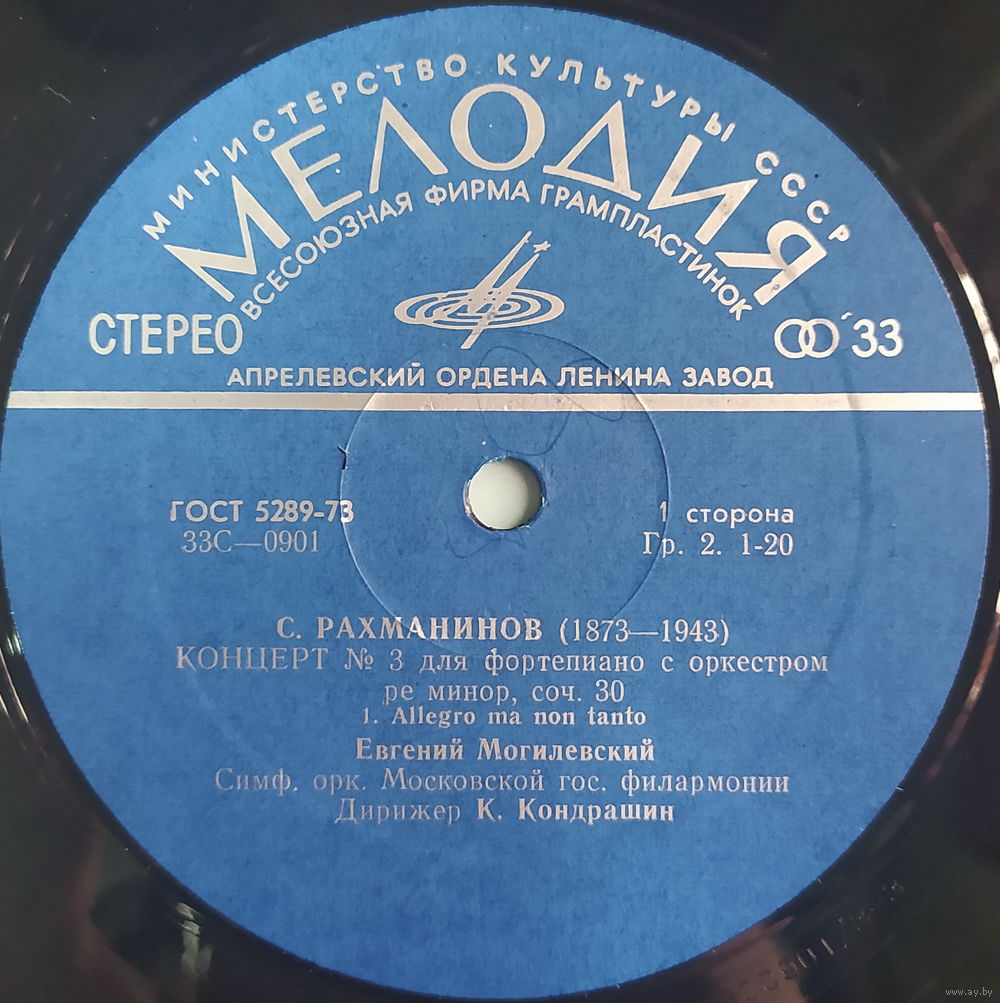 МИНИСТЕРСТВО КУЛЬТУРЫ СССР
МЕЛОДИЯ
ВСЕСОЮЗНАЯ ФИРМА ГРАМПЛАСТИНОК
СТЕРЕО
33
АПРЕЛЕВСКИЙ ОРДЕНА ЛЕНИНА ЗАВОД
ГОСТ 5289-73
1 сторона
33С—0901
Гр. 2. 1-20
С. РАХМАНИНОВ (1873—1943)
КОНЦЕРТ № 3 для фортепиано с оркестром
ре минор, соч. 30
1. Allegro ma non tanto
Евгений Могилевский
Симф. орк. Московской гос. филармонии
Дирижер К. Кондрашин
www.ay.by